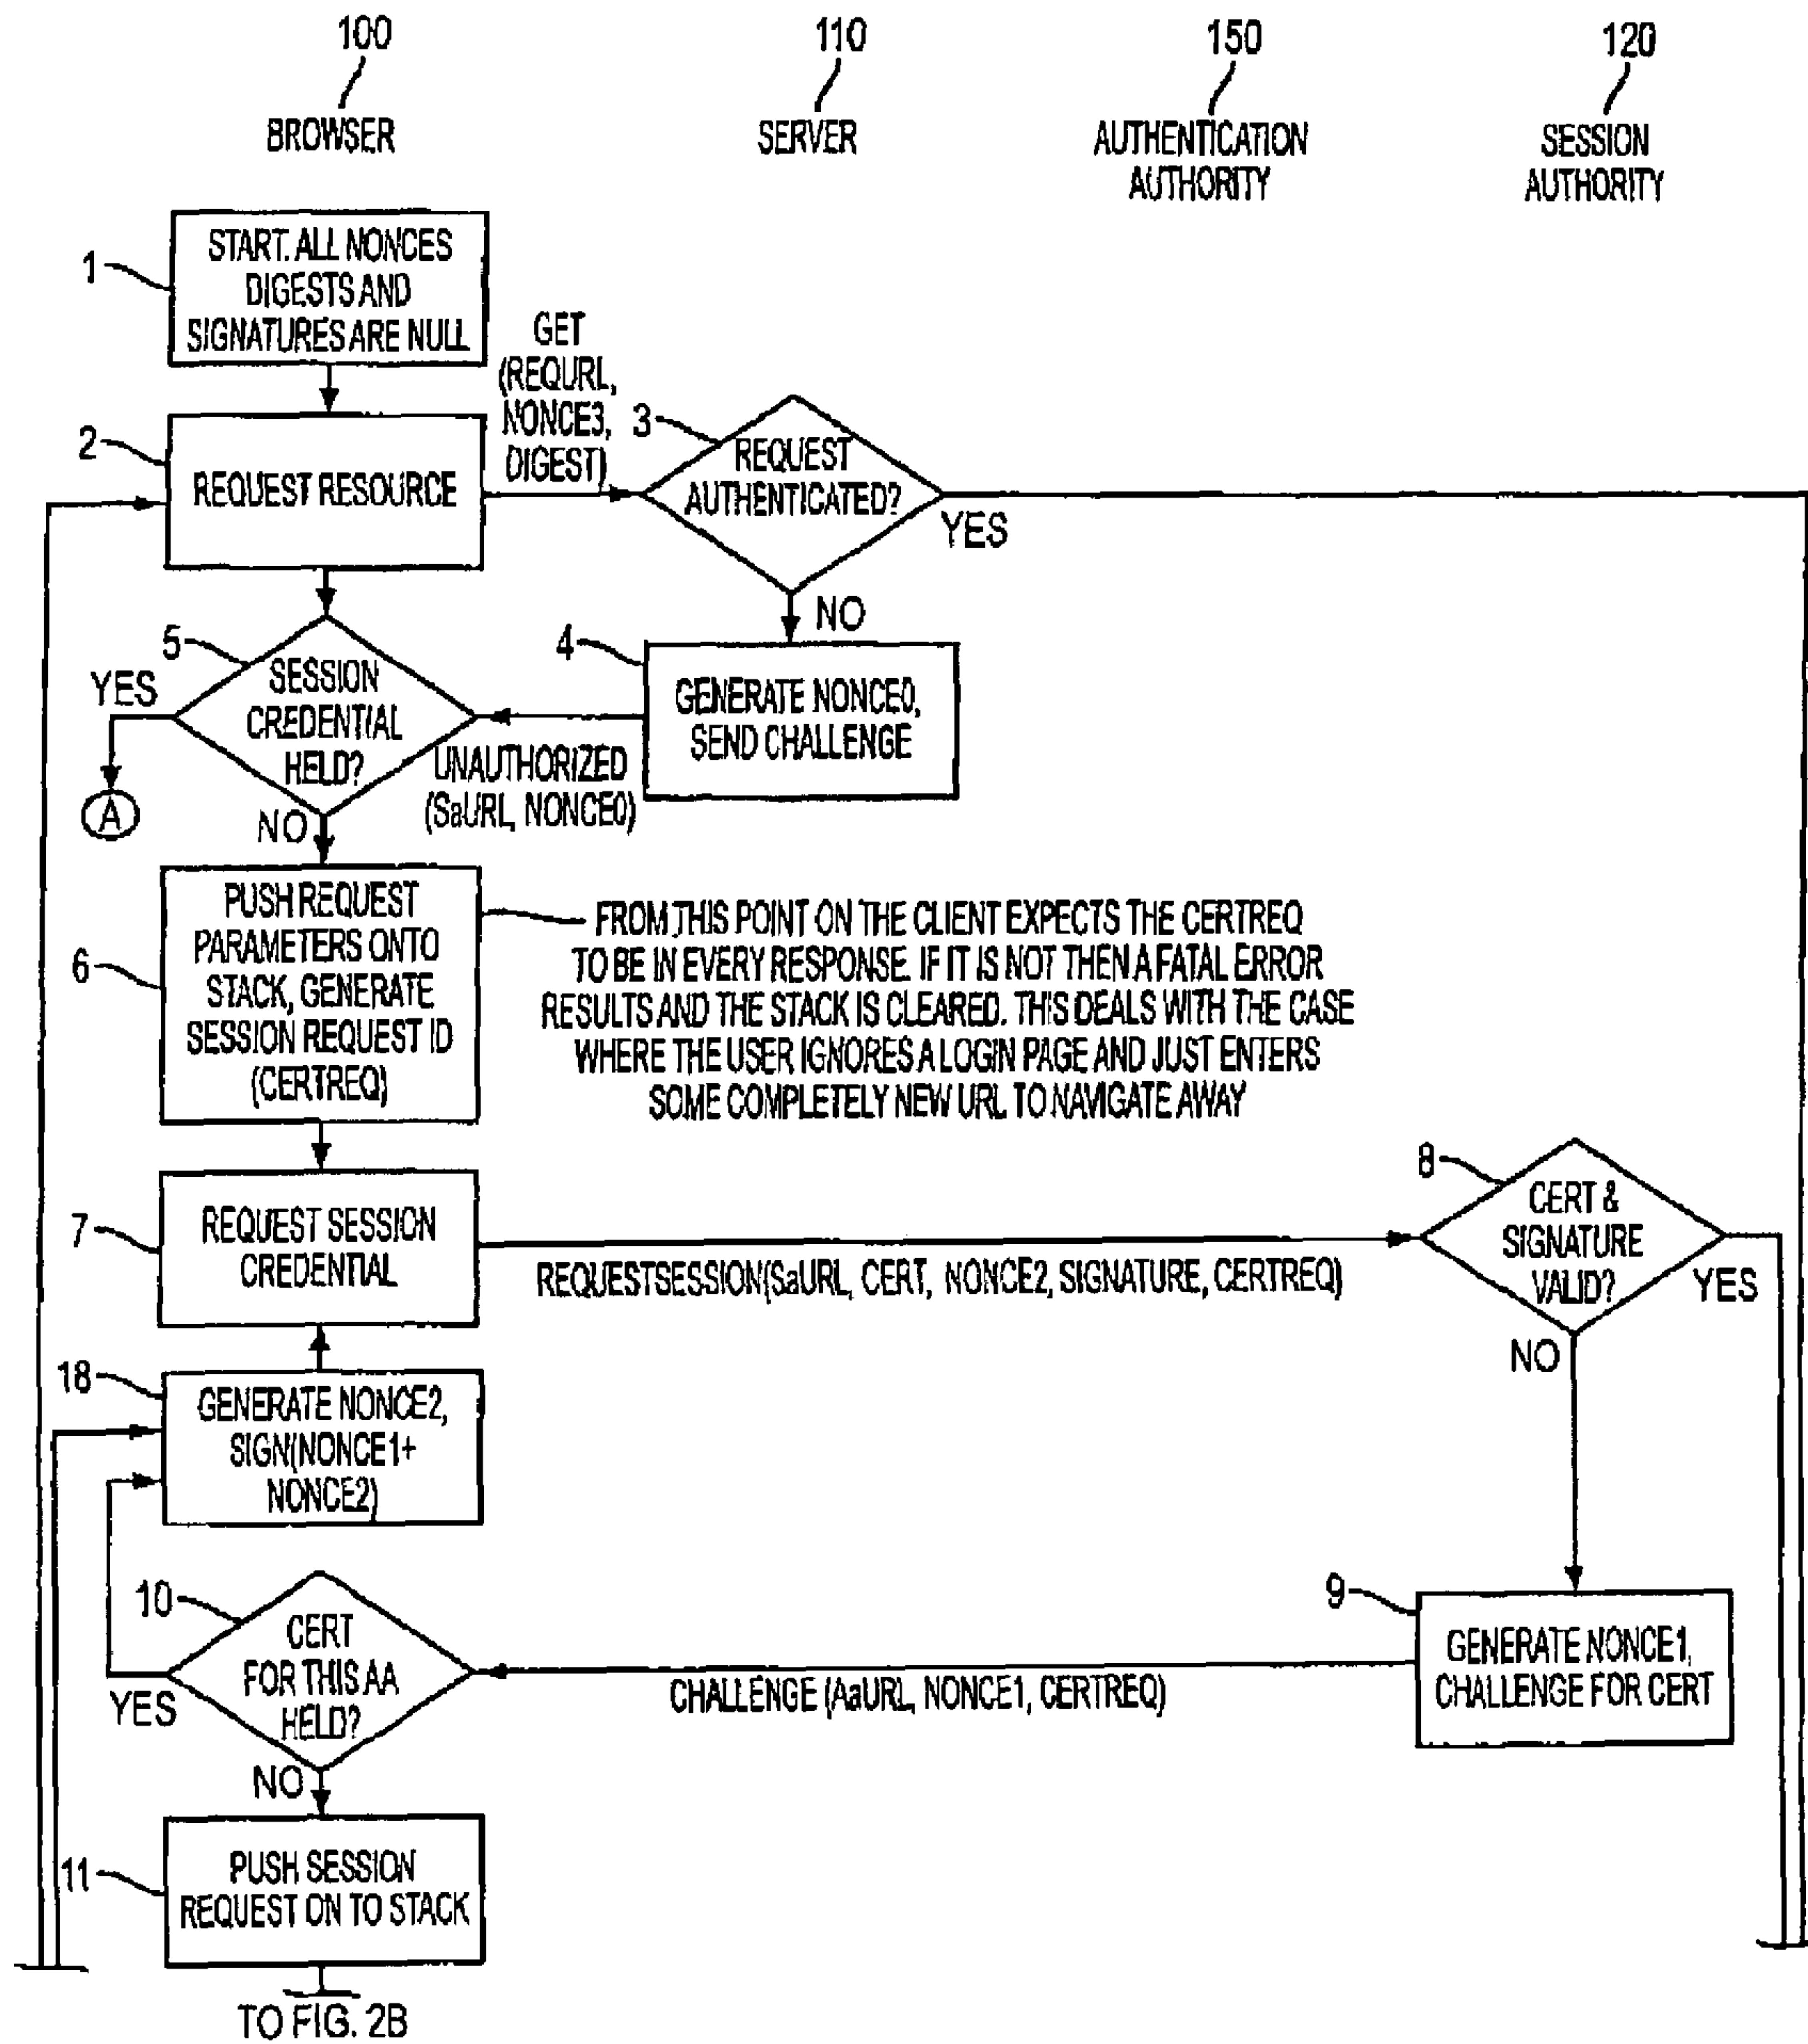 100
110
150
120
BROWSER
SERVER
AUTHENTICATION
AUTHORITY
SESSION
AUTHORITY
1
START. ALL NONCES
DIGESTS AND
SIGNATURES ARE NULL
GET
(REQURL,
NONCE3,
DIGEST)
2
REQUEST RESOURCE
3
REQUEST
AUTHENTICATED?
YES
NO
4
GENERATE NONCE0,
SEND CHALLENGE
UNAUTHORIZED
(SaURL, NONCE0)
5
SESSION
CREDENTIAL
HELD?
YES
A
NO
6
PUSH REQUEST
PARAMETERS ONTO
STACK, GENERATE
SESSION REQUEST ID
(CERTREQ)
FROM THIS POINT ON THE CLIENT EXPECTS THE CERTREQ
TO BE IN EVERY RESPONSE. IF IT IS NOT THEN A FATAL ERROR
RESULTS AND THE STACK IS CLEARED. THIS DEALS WITH THE CASE
WHERE THE USER IGNORES A LOGIN PAGE AND JUST ENTERS
SOME COMPLETELY NEW URL TO NAVIGATE AWAY
7
REQUEST SESSION
CREDENTIAL
REQUESTSESSION(SaURL, CERT, NONCE2, SIGNATURE, CERTREQ)
8
CERT &
SIGNATURE
VALID?
YES
NO
18
GENERATE NONCE2,
SIGN(NONCE1+
NONCE2)
9
GENERATE NONCE1,
CHALLENGE FOR CERT
CHALLENGE (AaURL, NONCE1, CERTREQ)
10
CERT
FOR THIS AA
HELD?
YES
NO
11
PUSH SESSION
REQUEST ON TO STACK
TO FIG. 2B